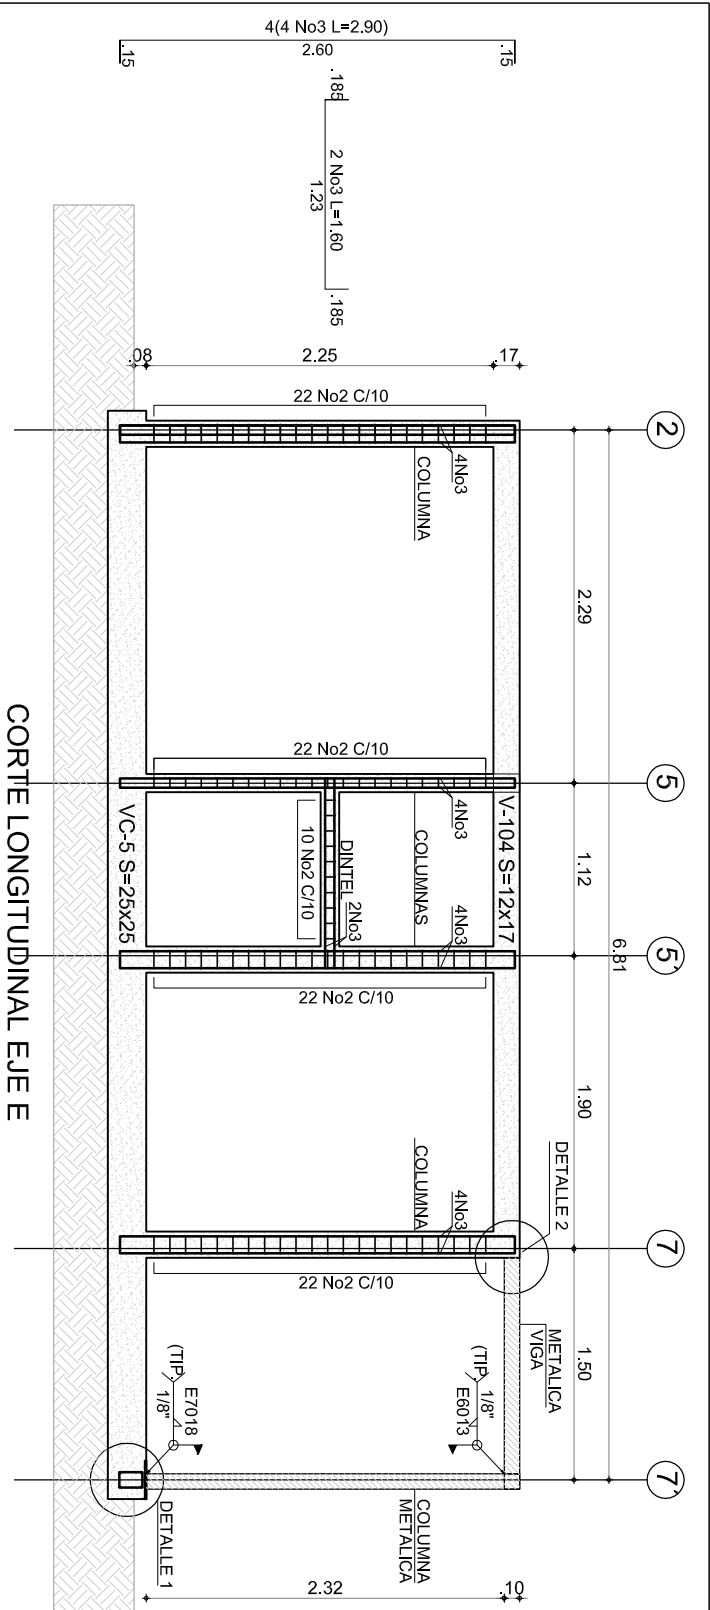 2
5
5`
7
7`
2.29
1.12
1.90
1.50
6.81
4(4 No3 L=2.90)
.15
2.60
.15
.185
2 No3 L=1.60
1.23
.185
.08
2.25
.17
22 No2 C/10
4No3
COLUMNA
22 No2 C/10
4No3
V-104 S=12x17
COLUMNAS
4No3
DINTEL 2No3
10 No2 C/10
VC-5 S=25x25
22 No2 C/10
4No3
COLUMNA
22 No2 C/10
DETALLE 2
METALICA
VIGA
(TIP.
1/8"
E6013
(TIP.
E7018
1/8"
COLUMNA
METALICA
DETALLE 1
2.32
.10
CORTE LONGITUDINAL EJE E